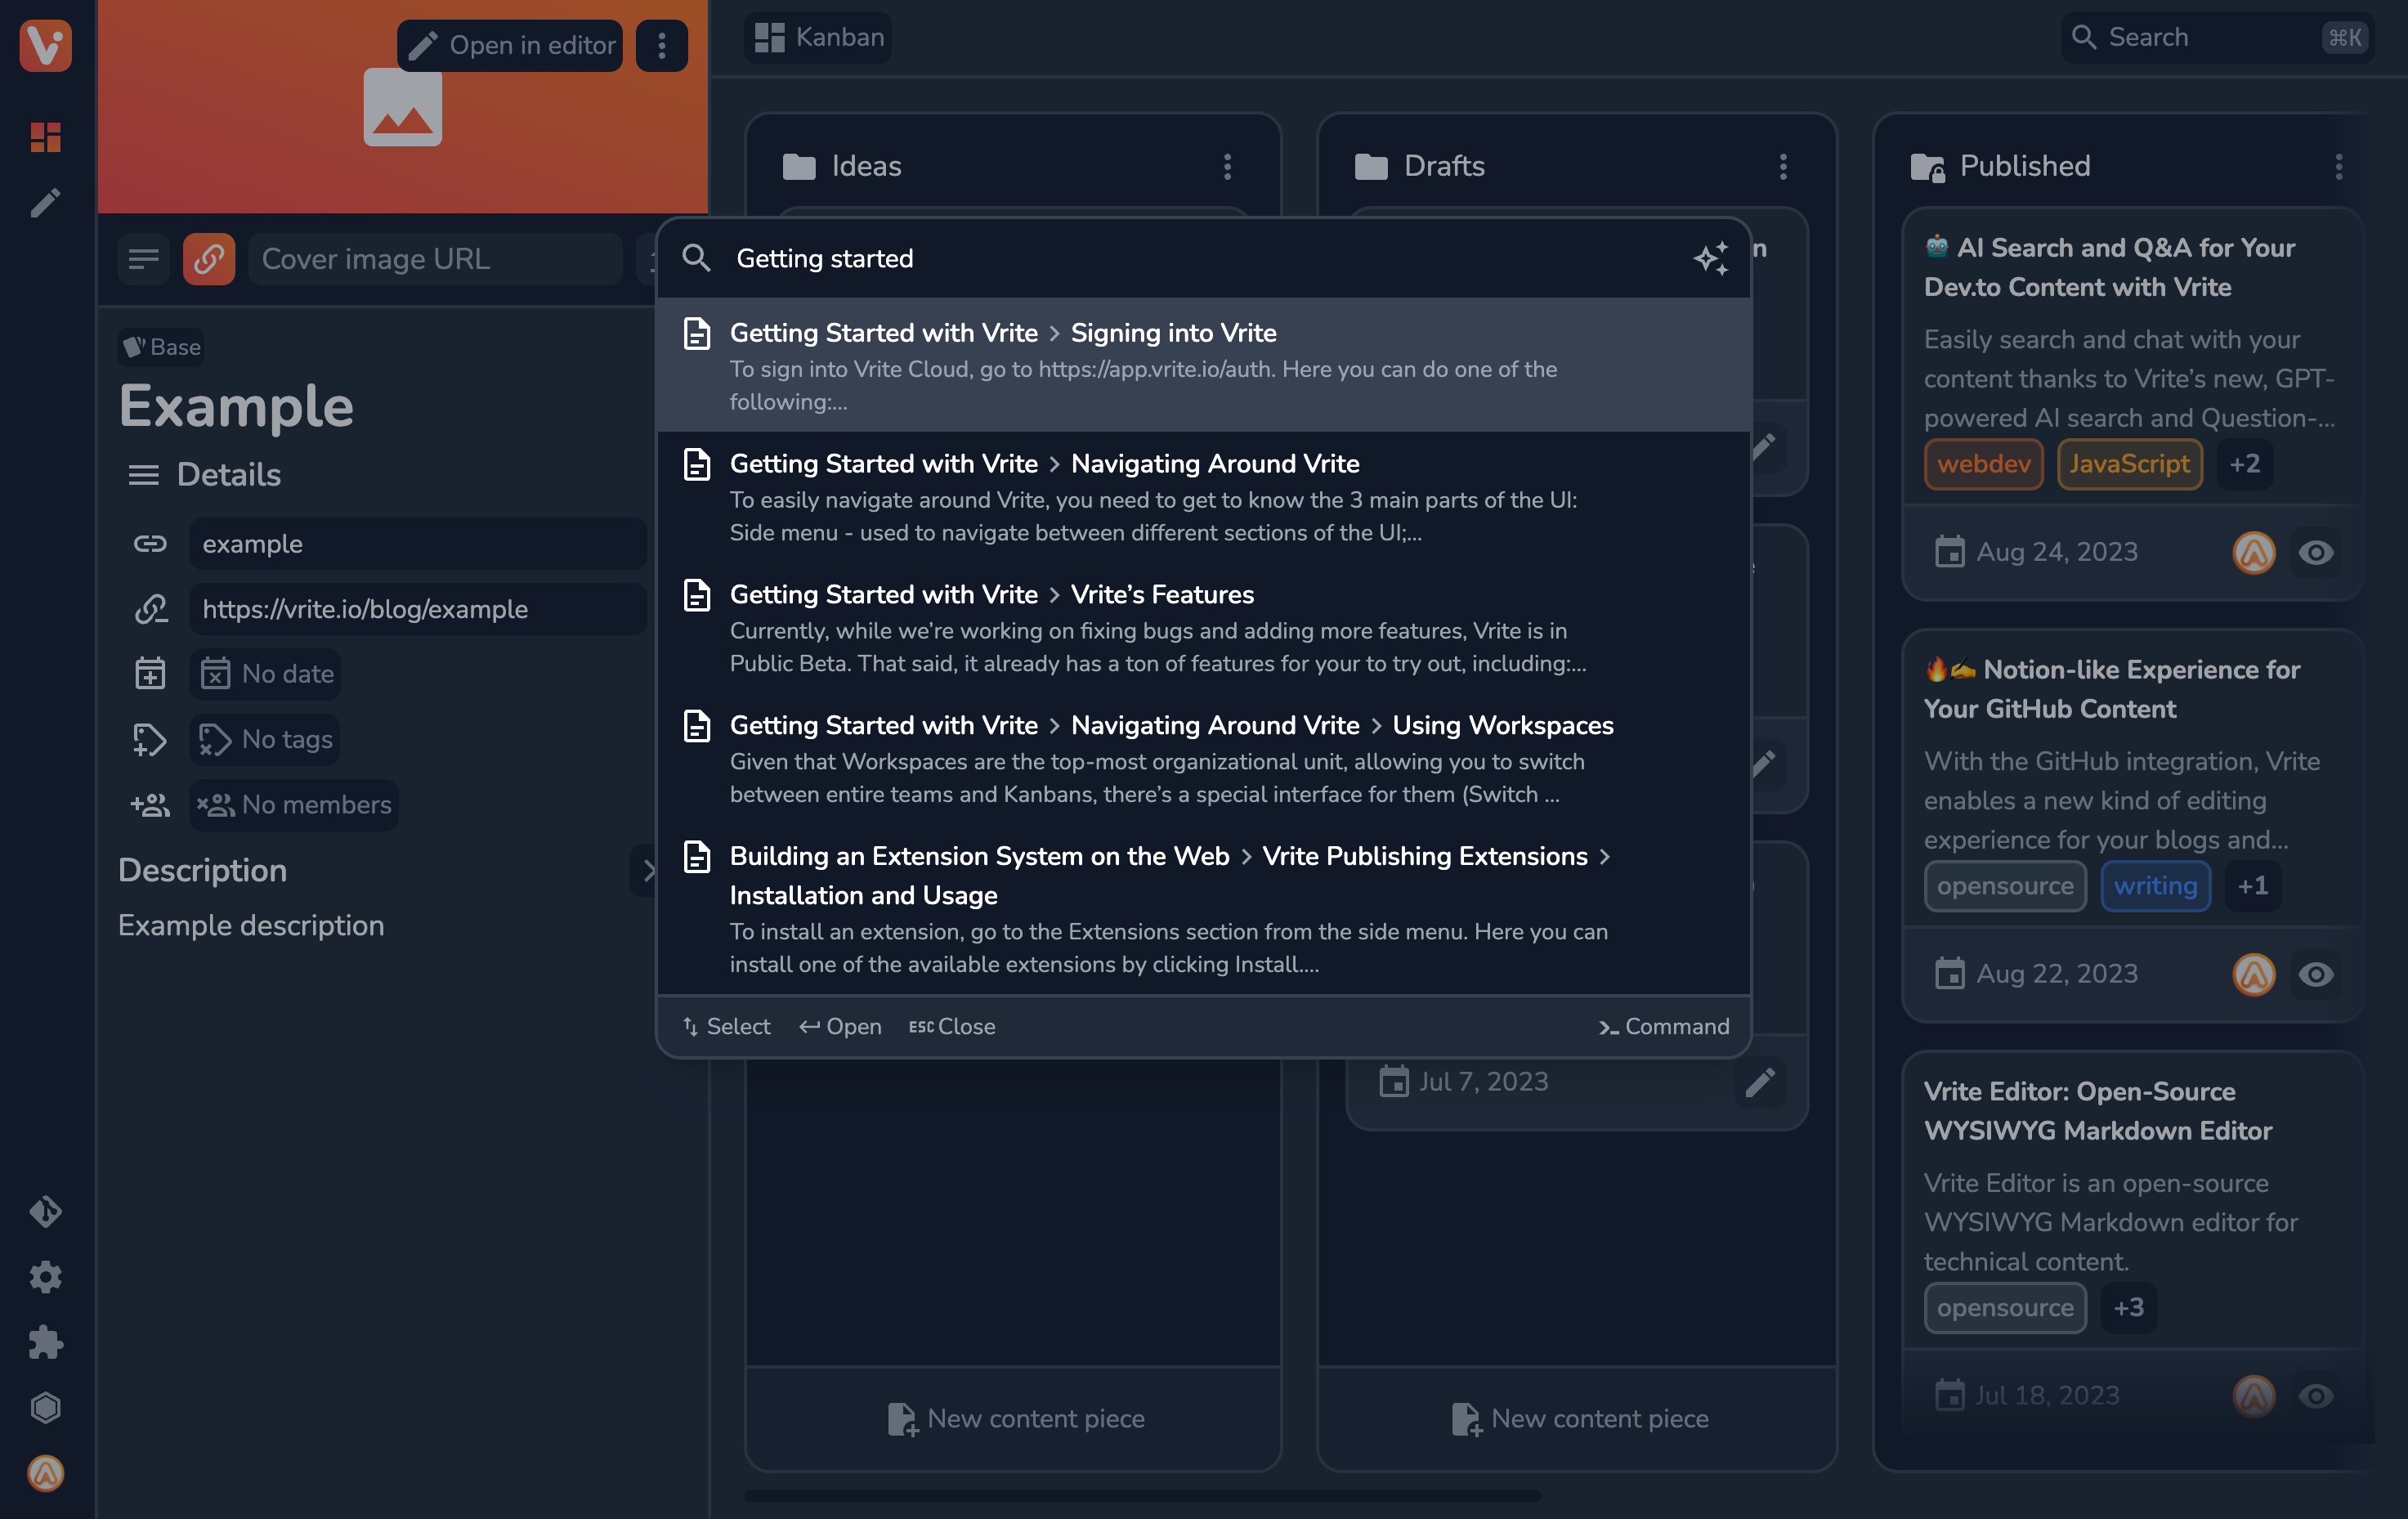 Open in editor
Kanban
Search
⌘K
Cover image URL
Base
Example
Details
example
https://vrite.io/blog/example
No date
No tags
No members
Description
Example description
Ideas
Drafts
Published
Getting started
Getting Started with Vrite > Signing into Vrite
To sign into Vrite Cloud, go to https://app.vrite.io/auth. Here you can do one of the
following:...
Getting Started with Vrite > Navigating Around Vrite
To easily navigate around Vrite, you need to get to know the 3 main parts of the UI:
Side menu - used to navigate between different sections of the UI;...
Getting Started with Vrite > Vrite’s Features
Currently, while we’re working on fixing bugs and adding more features, Vrite is in
Public Beta. That said, it already has a ton of features for your to try out, including:...
Getting Started with Vrite > Navigating Around Vrite > Using Workspaces
Given that Workspaces are the top-most organizational unit, allowing you to switch
between entire teams and Kanbans, there’s a special interface for them (Switch ...
Building an Extension System on the Web > Vrite Publishing Extensions >
Installation and Usage
To install an extension, go to the Extensions section from the side menu. Here you can
install one of the available extensions by clicking Install....
Select
Open
ESC Close
Command
Jul 7, 2023
New content piece
New content piece
🤖 AI Search and Q&A for Your
Dev.to Content with Vrite
Easily search and chat with your
content thanks to Vrite’s new, GPT-
powered AI search and Question-...
webdev
JavaScript
+2
Aug 24, 2023
🔥✍️ Notion-like Experience for
Your GitHub Content
With the GitHub integration, Vrite
enables a new kind of editing
experience for your blogs and...
opensource
writing
+1
Aug 22, 2023
Vrite Editor: Open-Source
WYSIWYG Markdown Editor
Vrite Editor is an open-source
WYSIWYG Markdown editor for
technical content.
opensource
+3
Jul 18, 2023